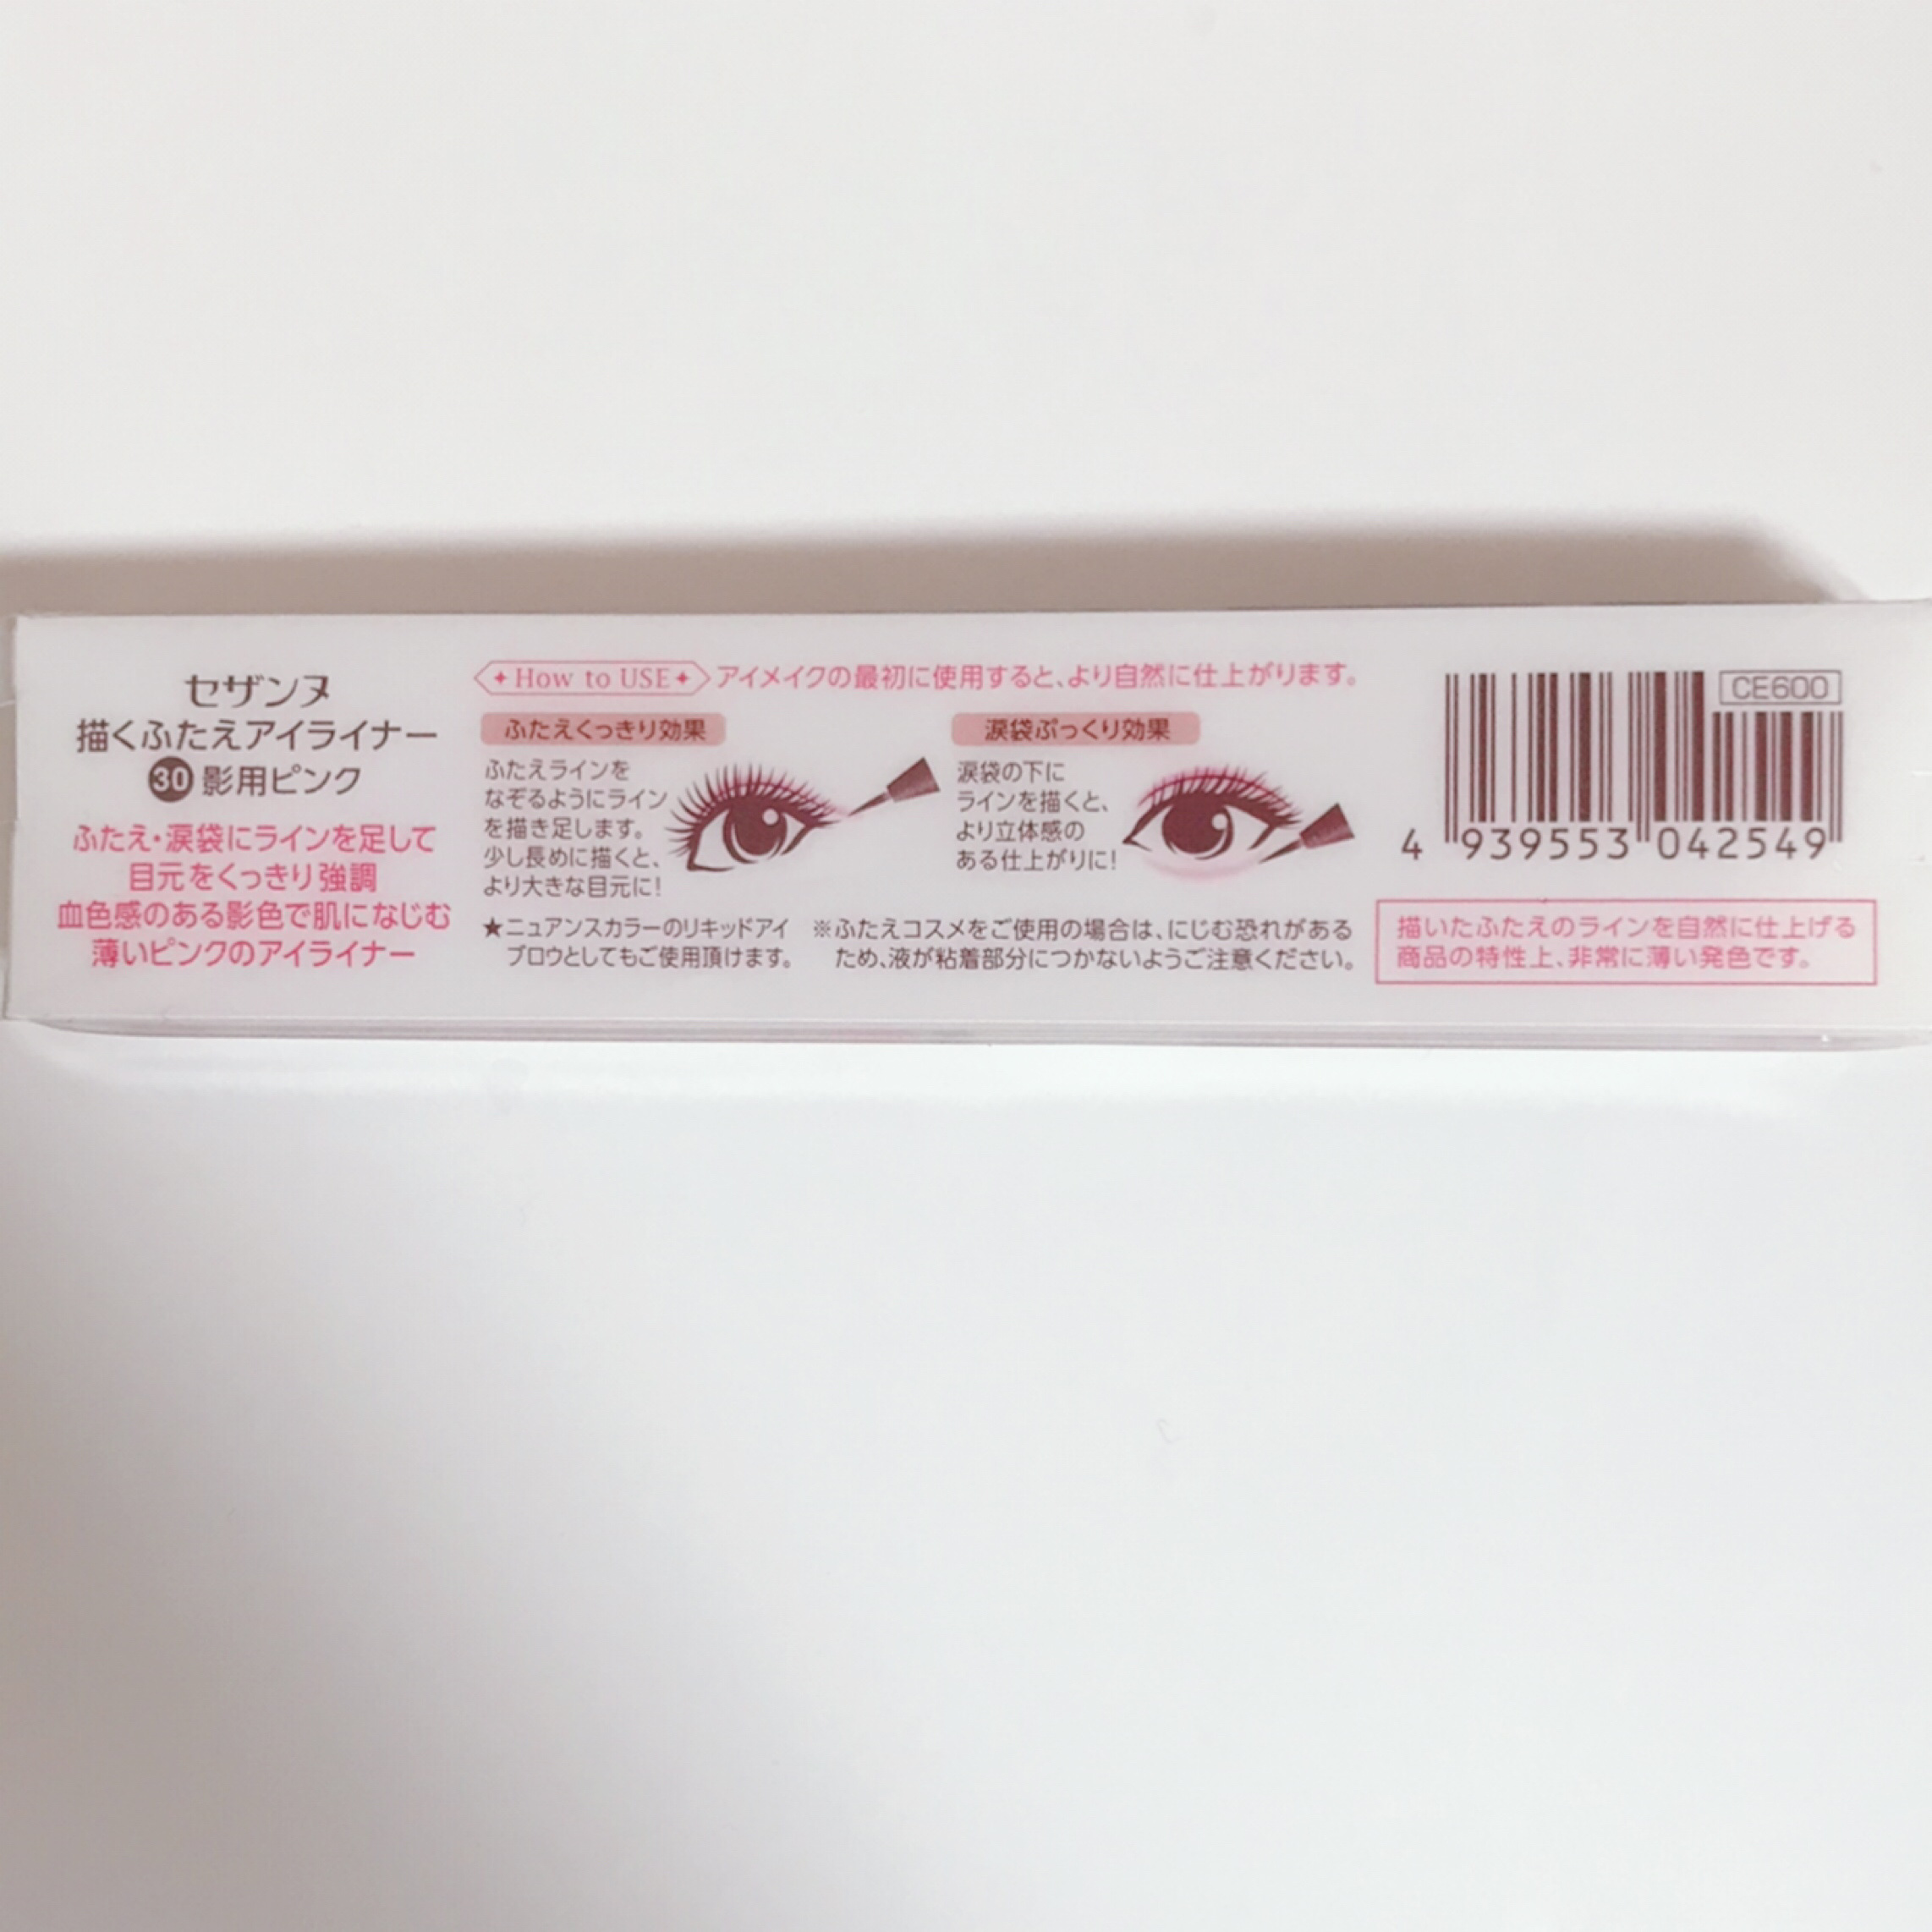 セザンヌ
描くふたえアイライナー
30 影用ピンク
ふたえ・涙袋にラインを足して
目元をくっきり強調
血色感のある影色で肌になじむ
薄いピンクのアイライナー
How to USE アイメイクの最初に使用すると、より自然に仕上がります。
ふたえくっきり効果
ふたえラインを
なぞるようにライン
を描き足します。
少し長めに描くと、
より大きな目元に!
涙袋ぷっくり効果
涙袋の下に
ラインを描くと、
より立体感の
ある仕上がりに!
★ニュアンスカラーのリキッドアイ
ブロウとしてもご使用頂けます。
※ふたえコスメをご使用の場合は、にじむ恐れがある
ため、液が粘着部分につかないようご注意ください。
CE600
4 939553 042549
描いたふたえのラインを自然に仕上げる
商品の特性上、非常に薄い発色です。